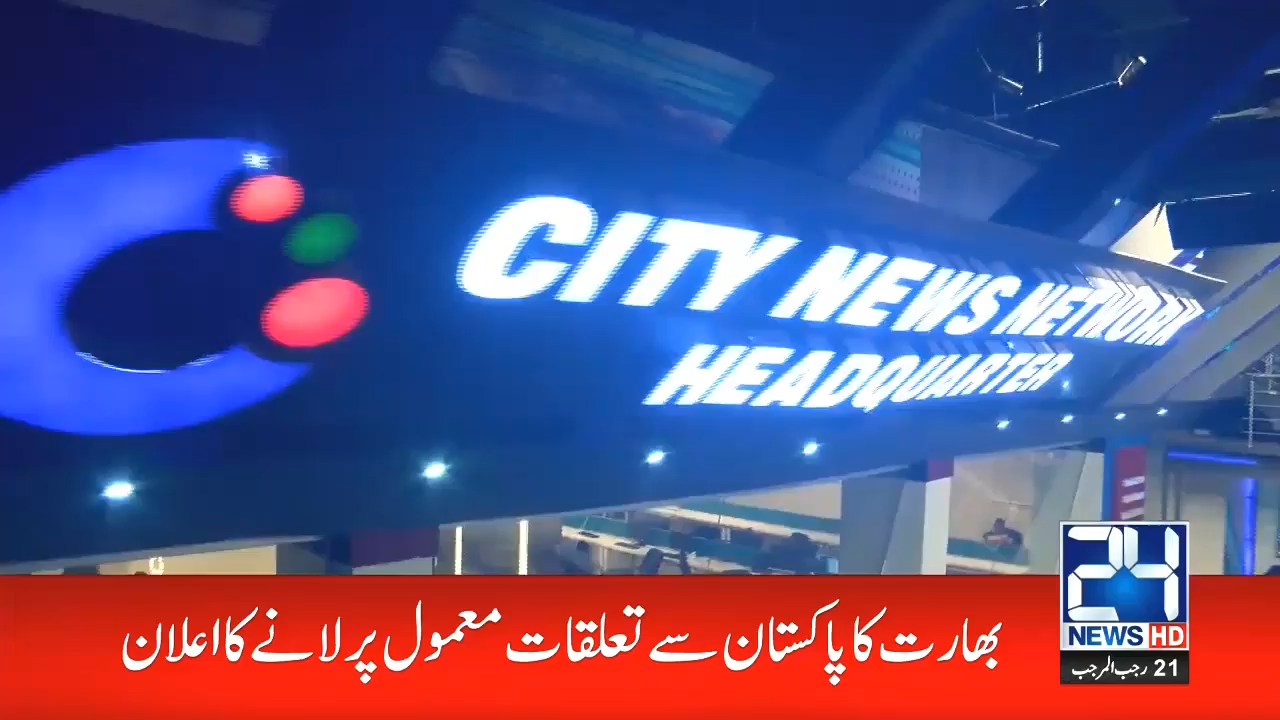 CITY NEWS NETWORK
HEADQUARTER
بھارت کا پاکستان سے تعلقات معمول پر لانے کا اعلان
24
NEWS HD
21 رجب المرجب